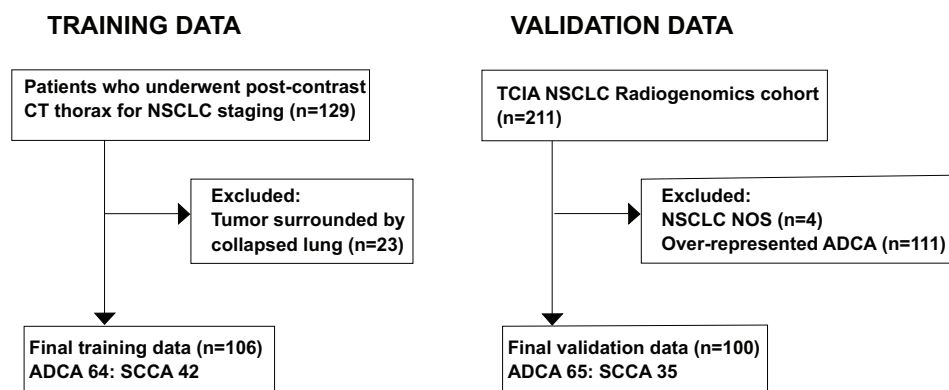 TRAINING DATA
Patients who underwent post-contrast
CT thorax for NSCLC staging (n=129)
Excluded:
Tumor surrounded by
collapsed lung (n=23)
Final training data (n=106)
ADCA 64: SCCA 42
VALIDATION DATA
TCIA NSCLC Radiogenomics cohort
(n=211)
Excluded:
NSCLC NOS (n=4)
Over-represented ADCA (n=111)
Final validation data (n=100)
ADCA 65: SCCA 35